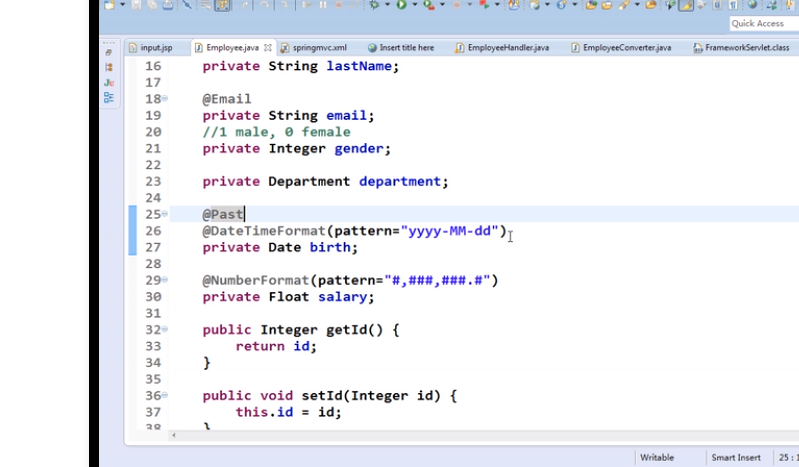 Quick Access
input.jsp
Employee.java
springmvc.xml
Insert title here
EmployeeHandler.java
EmployeeConverter.java
FrameworkServlet.class
16 private String lastName;
17
18 @Email
19 private String email;
20 //1 male, 0 female
21 private Integer gender;
22
23 private Department department;
24
25 @Past
26 @DateTimeFormat(pattern="yyyy-MM-dd")
27 private Date birth;
28
29 @NumberFormat(pattern="#,###,###.#")
30 private Float salary;
31
32 public Integer getId() {
33 return id;
34 }
35
36 public void setId(Integer id) {
37 this.id = id;
38 }
Writable
Smart Insert
25 : 1